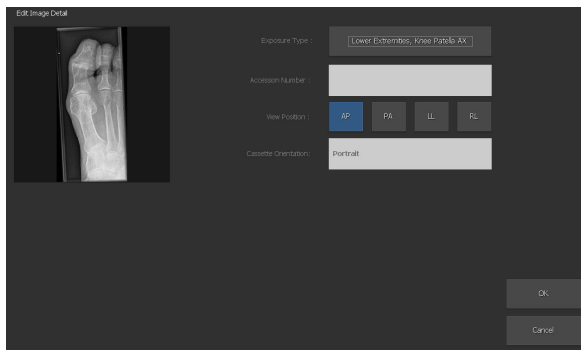 Edit Image Detail
Exposure Type :
Lower Extremities, Knee Patella AX
Accession Number :
View Position :
AP
PA
LL
RL
Cassette Orientation:
Portrait
OK
Cancel